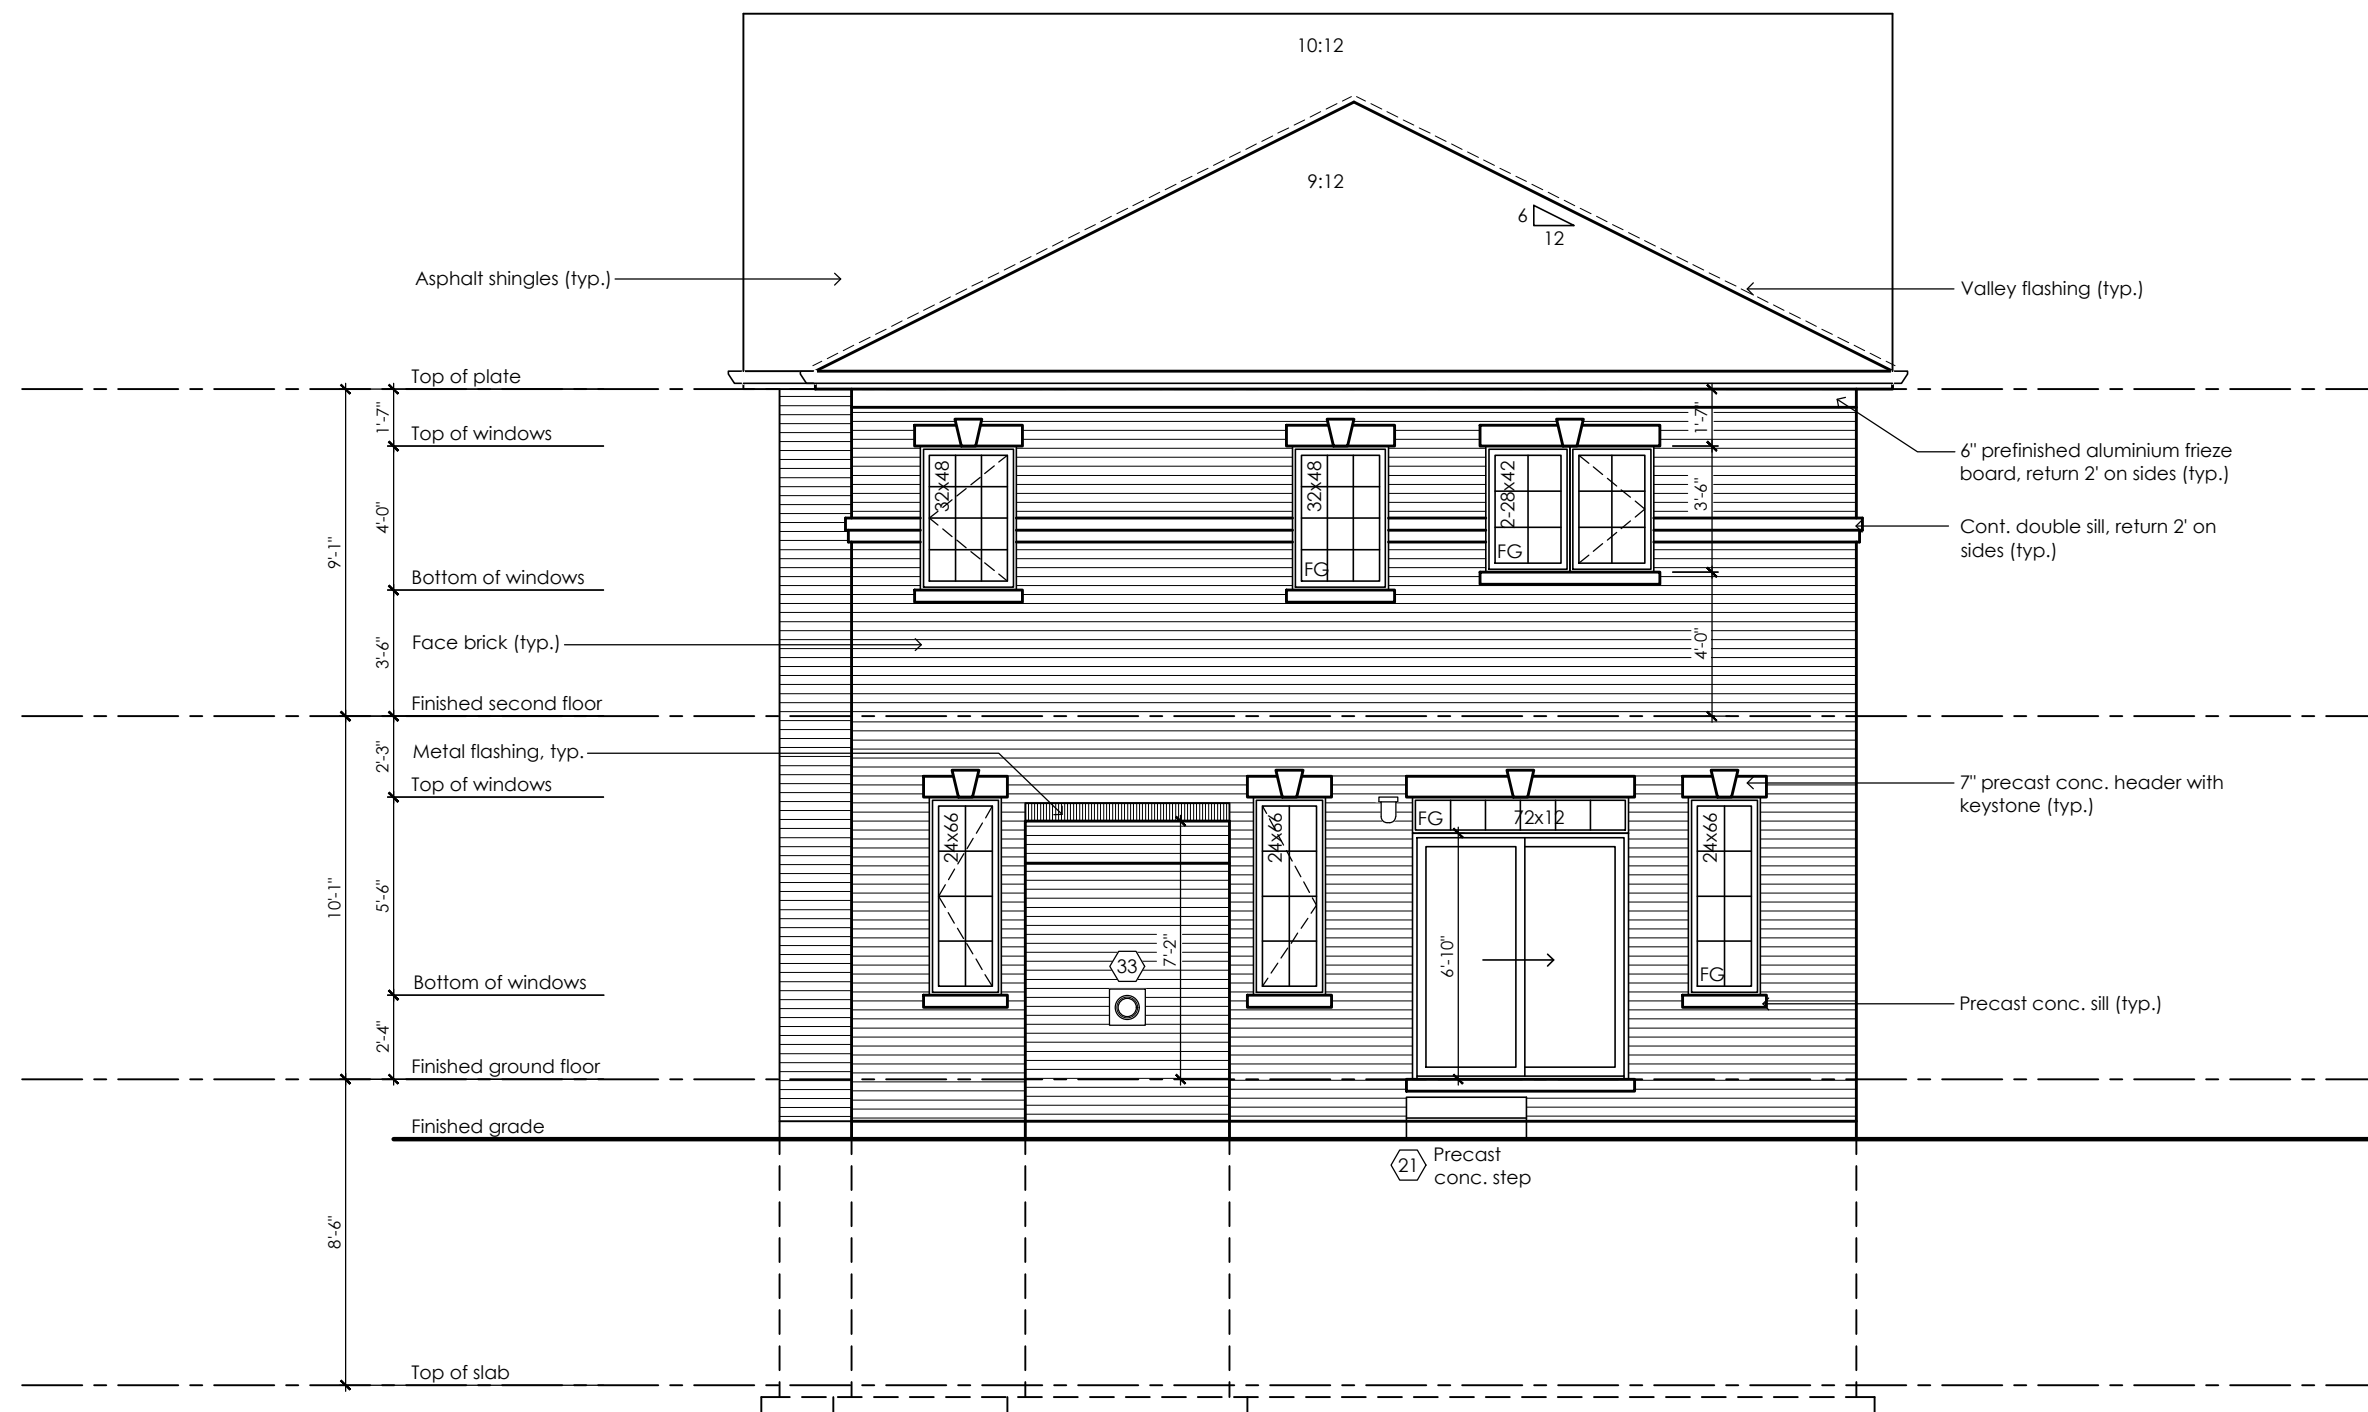 10:12
9:12
6
12
Asphalt shingles (typ.)
Valley flashing (typ.)
Top of plate
1'-7"
1'-7"
Top of windows
6" prefinished aluminium frieze
board, return 2' on sides (typ.)
32x48
32x48
2-28x42
3'-6"
4'-0"
Cont. double sill, return 2' on
sides (typ.)
9'-1"
FG
FG
Bottom of windows
3'-6"
Face brick (typ.)
4'-0"
Finished second floor
2'-3"
Metal flashing, typ.
Top of windows
7" precast conc. header with
keystone (typ.)
24x66
24x66
FG
72x12
24x66
10'-1"
5'-6"
7'-2"
6'-10"
33
FG
Bottom of windows
Precast conc. sill (typ.)
2'-4"
Finished ground floor
Finished grade
21
Precast
conc. step
8'-6"
Top of slab